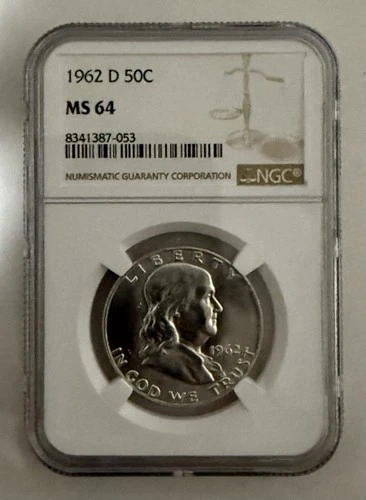 1962 D 50C
MS 64
8341387-053
NUMISMATIC GUARANTY CORPORATION
NGC®
LIBERTY
1962
IN GOD WE TRUST